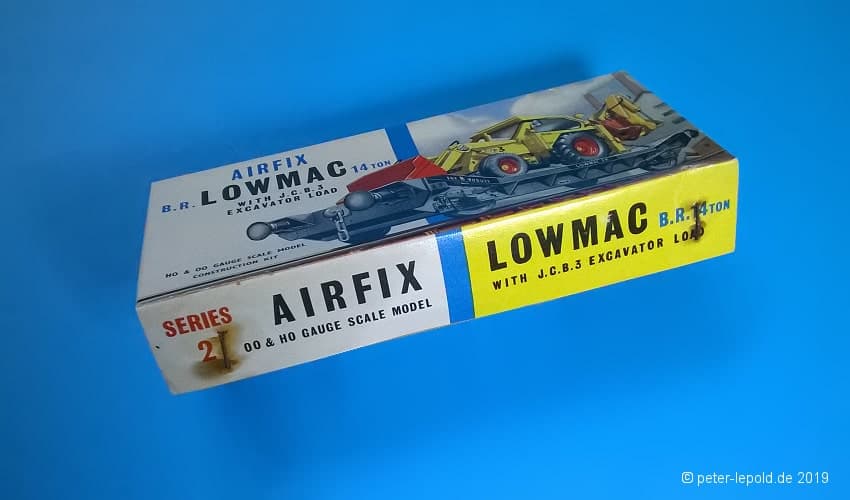 AIRFIX
B.R. LOWMAC 14 TON
WITH J.C.B.3
EXCAVATOR LOAD
HO & OO GAUGE SCALE MODEL
CONSTRUCTION KIT
SERIES
2
AIRFIX
OO & HO GAUGE SCALE MODEL
LOWMAC B.R. 14 TON
WITH J.C.B.3 EXCAVATOR LOAD
© peter-lepold.de 2019